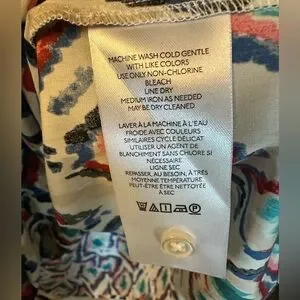 MACHINE WASH COLD GENTLE
WITH LIKE COLORS
USE ONLY NON-CHLORINE
BLEACH
LINE DRY
MEDIUM IRON AS NEEDED
MAY BE DRY CLEANED
LAVER À LA MACHINE À L'EAU
FROIDE AVEC COULEURS
SIMILAIRES CYCLE DÉLICAT
UTILISER UN AGENT DE
BLANCHIMENT SANS CHLORE SI
NÉCESSAIRE
LIGNE SEC
REPASSER, AU BESOIN, À TRÈS
MOYENNE TEMPÉRATURE
PEUT-ÊTRE ÊTRE NETTOYÉE
À SEC